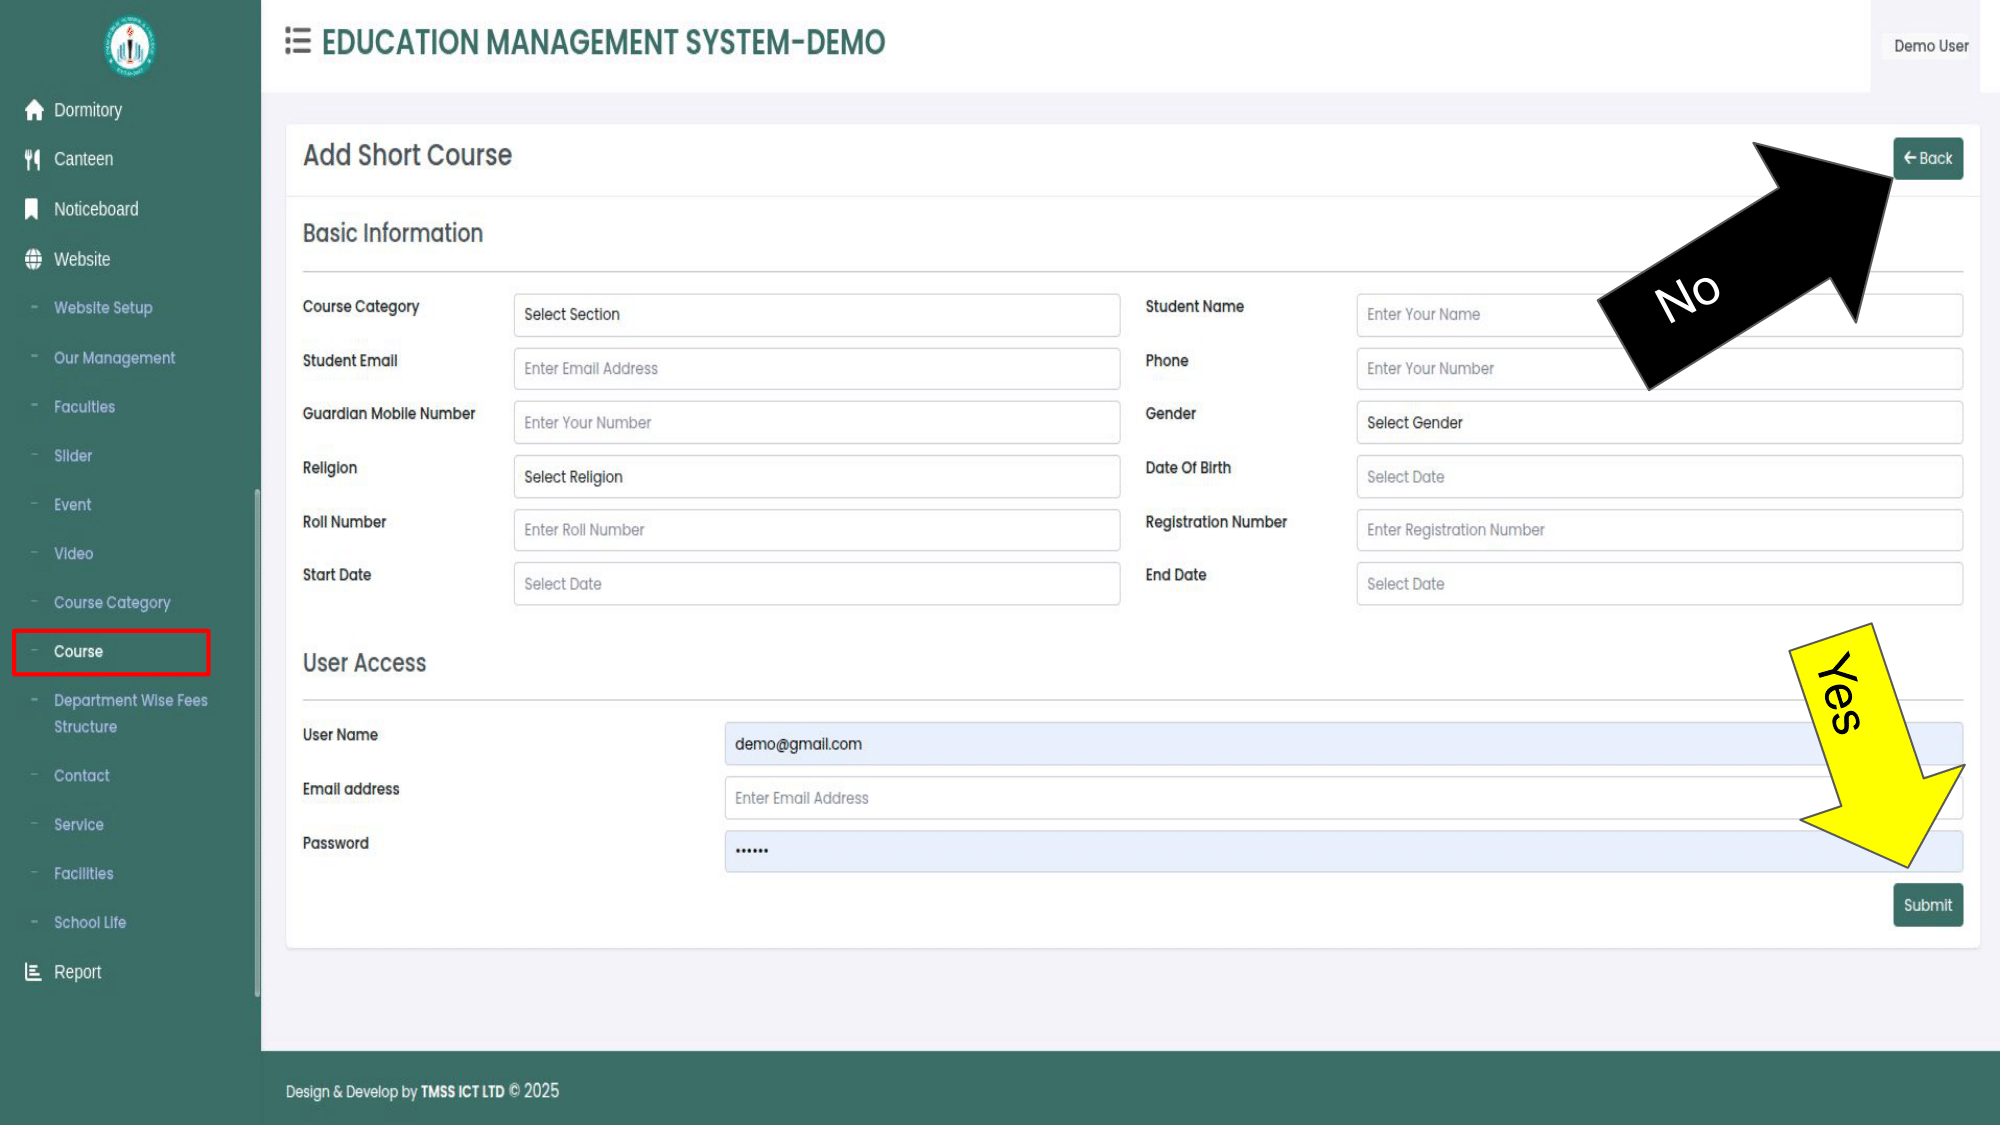 EDUCATION MANAGEMENT SYSTEM-DEMO
Demo User
Dormitory
Canteen
Noticeboard
Website
- Website Setup
- Our Management
- Faculties
- Slider
- Event
- Video
- Course Category
- Course
- Department Wise Fees
Structure
- Contact
- Service
- Facilities
- School Life
Report
Add Short Course
← Back
No
Basic Information
Course Category
Select Section
Student Name
Enter Your Name
Student Email
Enter Email Address
Phone
Enter Your Number
Guardian Mobile Number
Enter Your Number
Gender
Select Gender
Religion
Select Religion
Date Of Birth
Select Date
Roll Number
Enter Roll Number
Registration Number
Enter Registration Number
Start Date
Select Date
End Date
Select Date
User Access
Yes
User Name
demo@gmail.com
Email address
Enter Email Address
Password
••••••
Submit
Design & Develop by TMSS ICT LTD © 2025